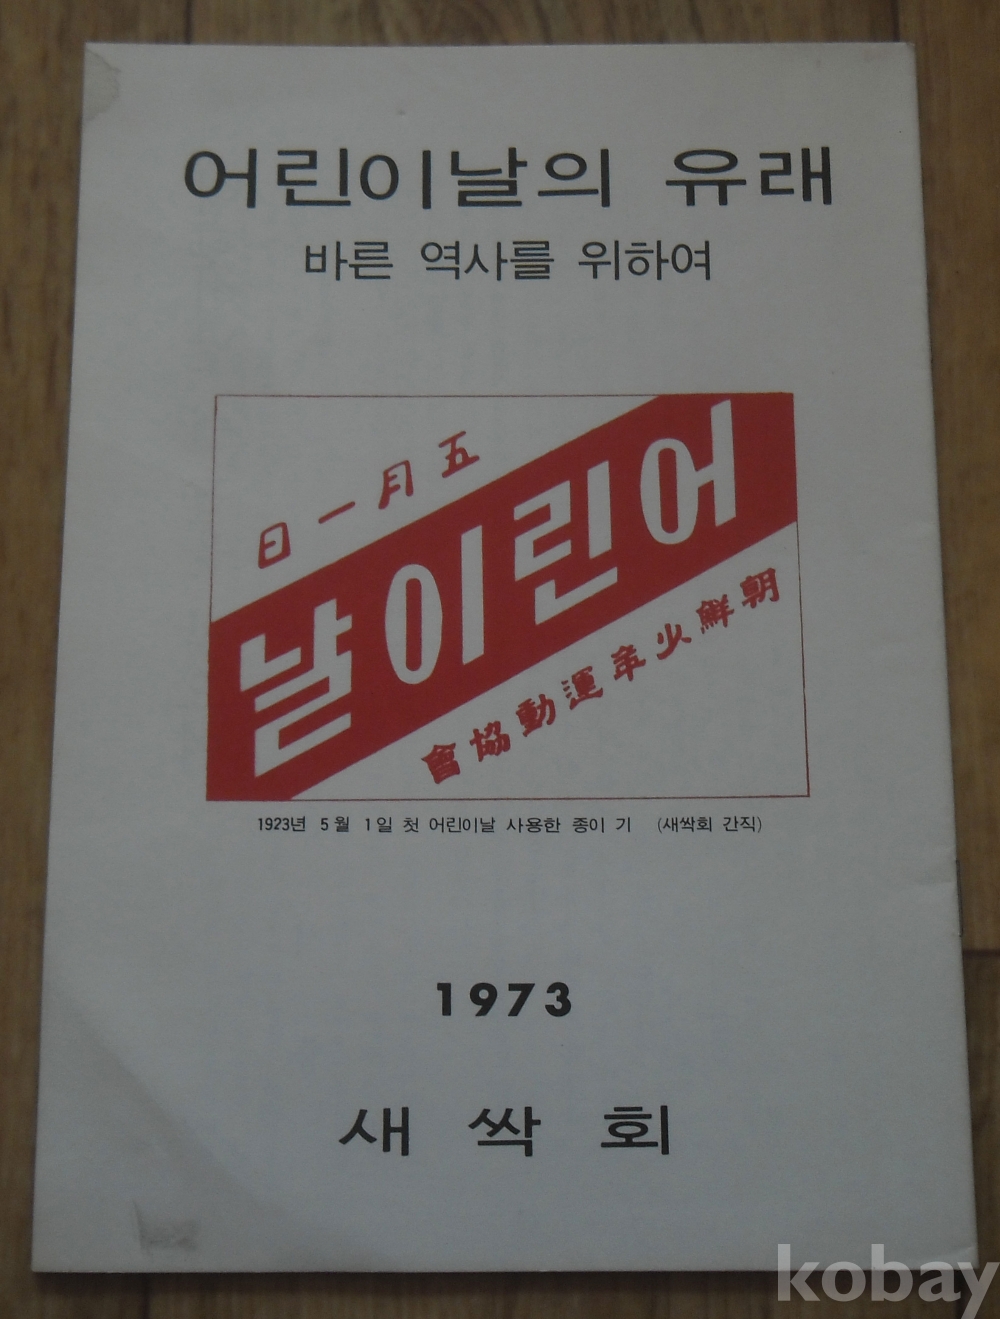 어린이날의 유래
바른 역사를 위하여
五月一日
어린이날
朝鮮少年運動協會
1923년 5월 1일 첫 어린이날 사용한 종이 기 (새싹회 간직)
1973
새싹회
kobay